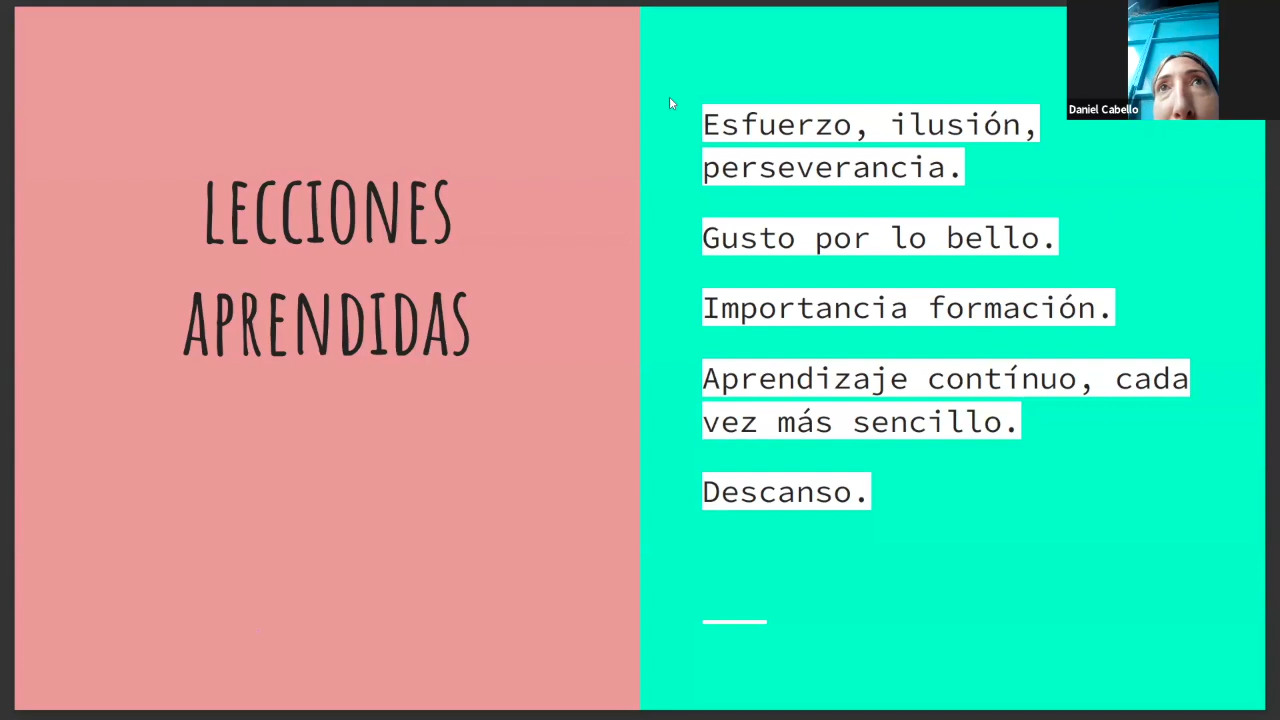 LECCIONES
APRENDIDAS
Esfuerzo, ilusión,
perseverancia.
Gusto por lo bello.
Importancia formación.
Aprendizaje contínuo, cada
vez más sencillo.
Descanso.
Daniel Cabello